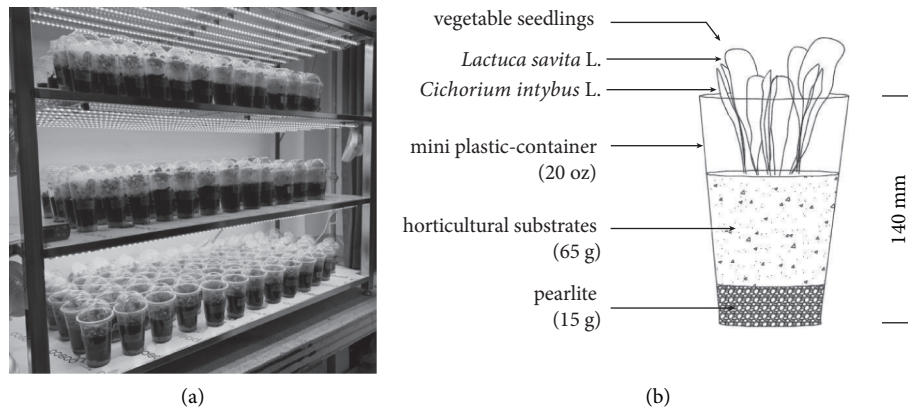 vegetable seedlings
Lactuca savita L.
Cichorium intybus L.
mini plastic-container
(20 oz)
horticultural substrates
(65 g)
pearlite
(15 g)
140 mm
(a)
(b)